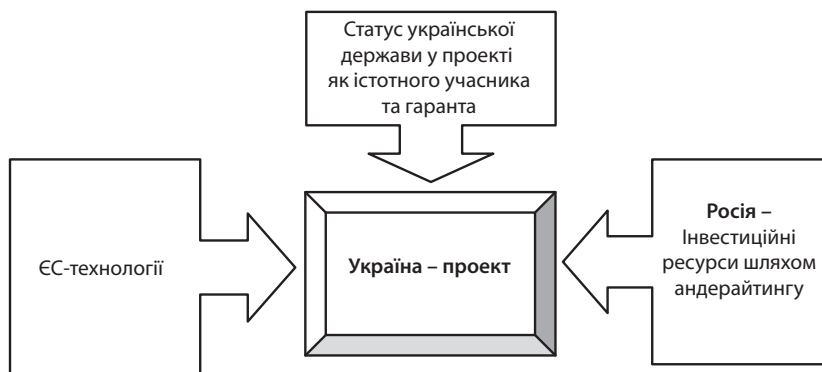 Статус української
держави у проекті
як істотного учасника
та гаранта
ЄС-технології
Україна – проект
Росія –
Інвестиційні
ресурси шляхом
андерайтингу